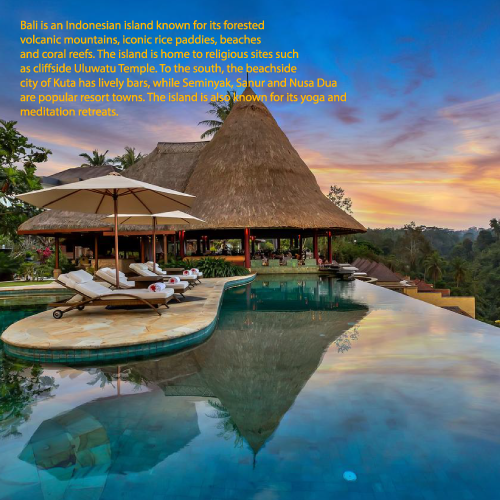 Bali is an Indonesian island known for its forested
volcanic mountains, iconic rice paddies, beaches
and coral reefs. The island is home to religious sites such
as cliffside Uluwatu Temple. To the south, the beachside
city of Kuta has lively bars, while Seminyak, Sanur and Nusa Dua
are popular resort towns. The island is also known for its yoga and
meditation retreats.